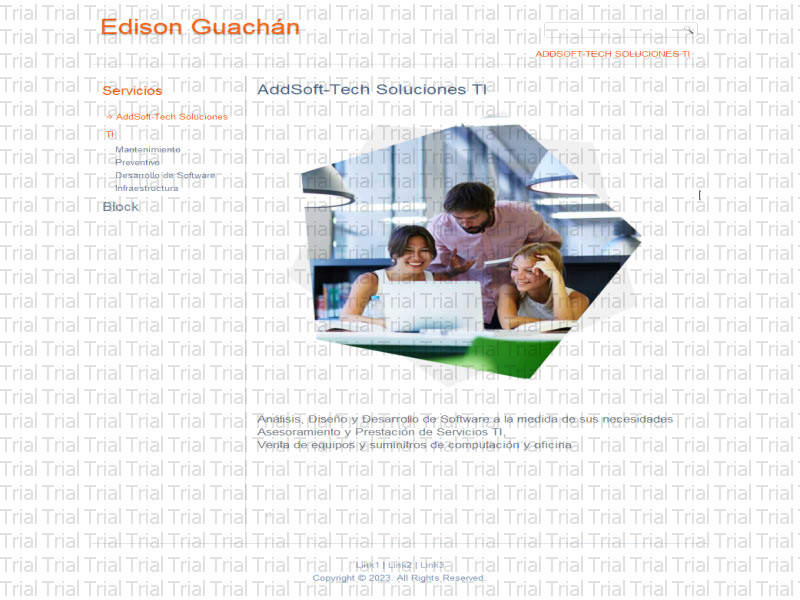 Edison Guachán
ADDSOFT-TECH SOLUCIONES TI
Servicios
→ AddSoft-Tech Soluciones
TI
Mantenimiento
Preventivo
Desarrollo de Software
Infraestructura
Block
AddSoft-Tech Soluciones TI
Análisis, Diseño y Desarrollo de Software a la medida de sus necesidades
Asesoramiento y Prestación de Servicios TI,
Venta de equipos y suminitros de computación y oficina
Link1 | Link2 | Link3
Copyright © 2023. All Rights Reserved.
Trial